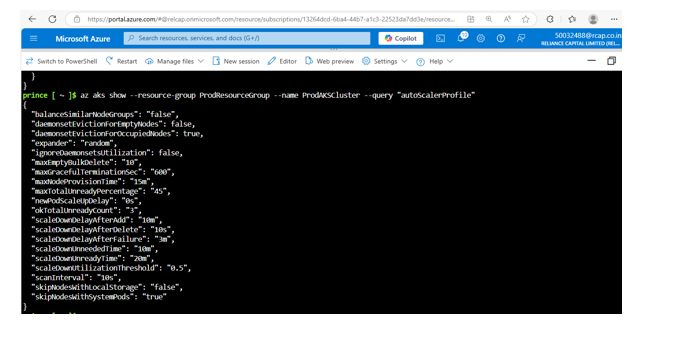 https://portal.azure.com/#@relcap.onmicrosoft.com/resource/subscriptions/13264dcd-6ba4-44b7-a1c3-22523da7dd3e/resource...
Microsoft Azure
Search resources, services, and docs (G+/)
Copilot
50032488@rcap.co.in
RELIANCE CAPITAL LIMITED (REL...
Switch to PowerShell Restart Manage files New session Editor Web preview Settings Help
}
}
prince [ ~ ]$ az aks show --resource-group ProdResourceGroup --name ProdAKSCluster --query "autoScalerProfile"
{
"balanceSimilarNodeGroups": "false",
"daemonsetEvictionForEmptyNodes": false,
"daemonsetEvictionForOccupiedNodes": true,
"expander": "random",
"ignoreDaemonsetsUtilization": false,
"maxEmptyBulkDelete": "10",
"maxGracefulTerminationSec": "600",
"maxNodeProvisionTime": "15m",
"maxTotalUnreadyPercentage": "45",
"newPodScaleUpDelay": "0s",
"okTotalUnreadyCount": "3",
"scaleDownDelayAfterAdd": "10m",
"scaleDownDelayAfterDelete": "10s",
"scaleDownDelayAfterFailure": "3m",
"scaleDownUnneededTime": "10m",
"scaleDownUnreadyTime": "20m",
"scaleDownUtilizationThreshold": "0.5",
"scanInterval": "10s",
"skipNodesWithLocalStorage": "false",
"skipNodesWithSystemPods": "true"
}